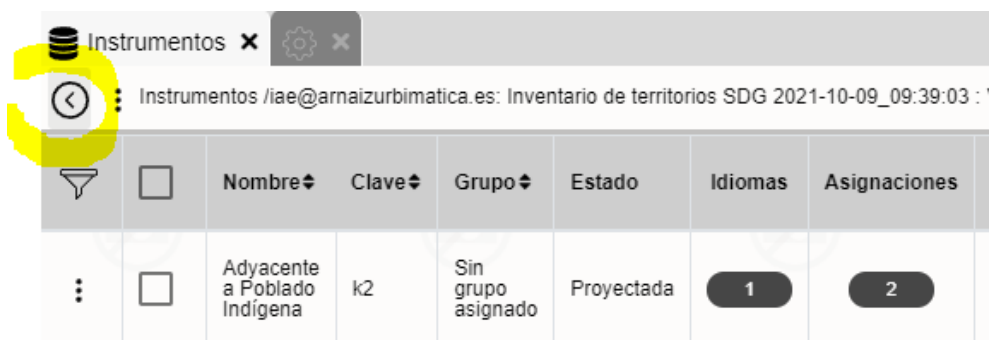 Instrumentos
Instrumentos /iae@arnaizurbimatica.es: Inventario de territorios SDG 2021-10-09_09:39:03 :
Nombre Clave Grupo Estado Idiomas Asignaciones
Adyacente
a Poblado
Indígena
k2
Sin
grupo
asignado
Proyectada
1
2